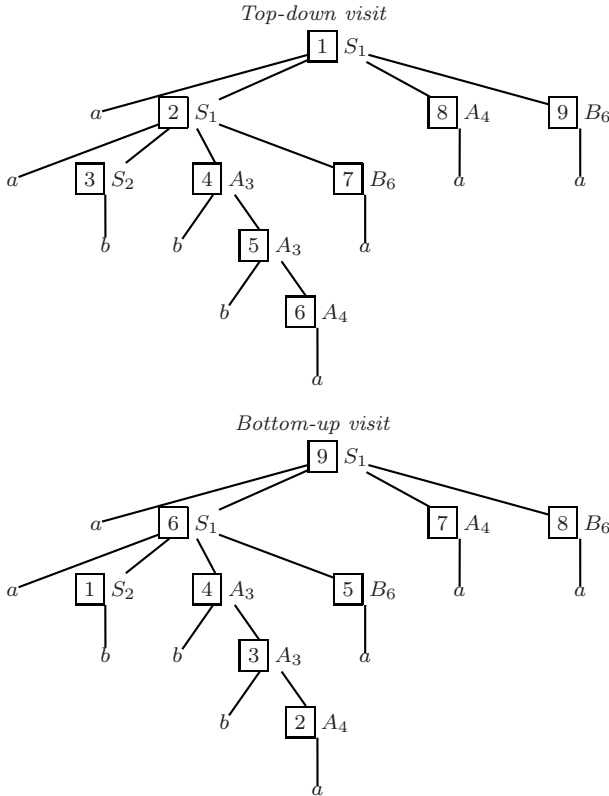 Top-down visit
1 S₁
a 2 S₁ 8 A₄ 9 B₆
a 3 S₂ 4 A₃ 7 B₆ a a
b b 5 A₃ a
b 6 A₄
a
Bottom-up visit
9 S₁
a 6 S₁ 7 A₄ 8 B₆
a 1 S₂ 4 A₃ 5 B₆ a a
b b 3 A₃ a
b 2 A₄
a